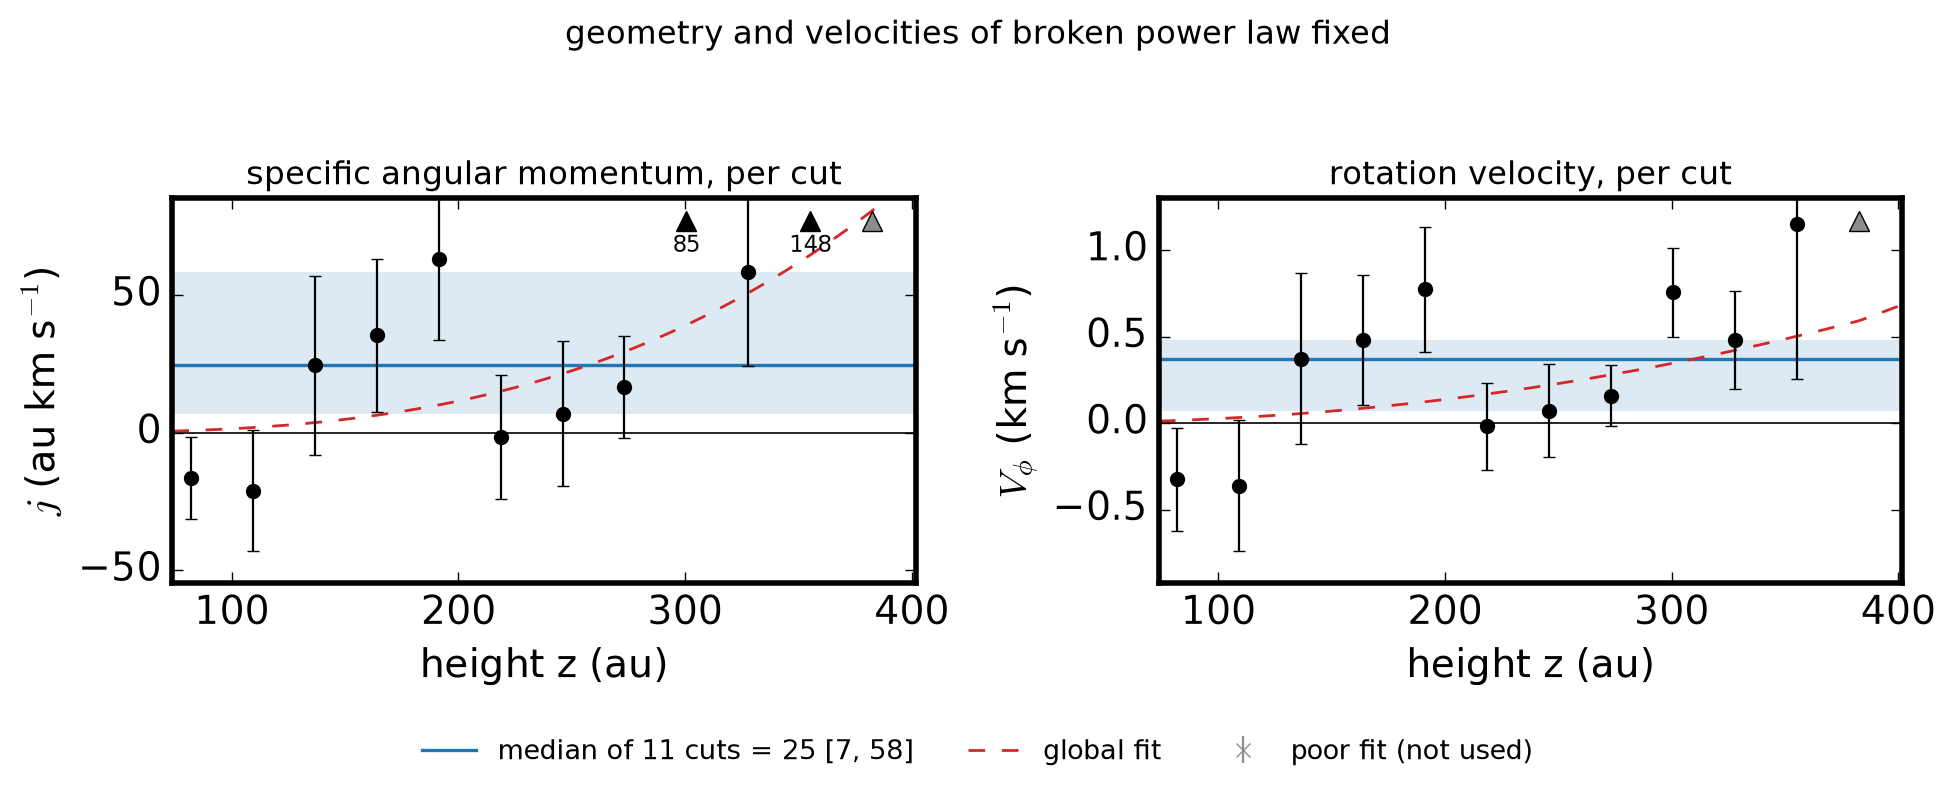 geometry and velocities of broken power law fixed
specific angular momentum, per cut
j (au km s⁻¹)
50
0
−50
85
148
100 200 300 400
height z (au)
rotation velocity, per cut
V_ϕ (km s⁻¹)
1.0
0.5
0.0
−0.5
100 200 300 400
height z (au)
median of 11 cuts = 25 [7, 58]
global fit
poor fit (not used)